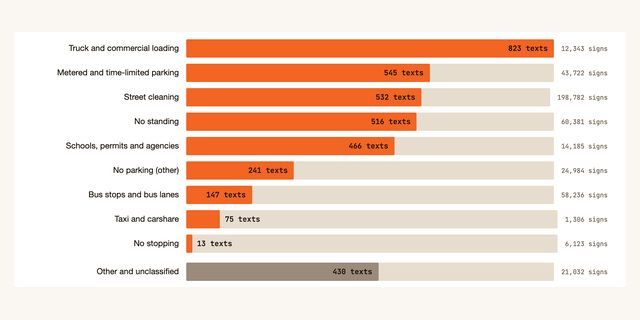 Truck and commercial loading 823 texts 12,343 signs
Metered and time-limited parking 545 texts 43,722 signs
Street cleaning 532 texts 198,782 signs
No standing 516 texts 60,381 signs
Schools, permits and agencies 466 texts 14,185 signs
No parking (other) 241 texts 24,984 signs
Bus stops and bus lanes 147 texts 58,236 signs
Taxi and carshare 75 texts 1,306 signs
No stopping 13 texts 6,123 signs
Other and unclassified 430 texts 21,032 signs